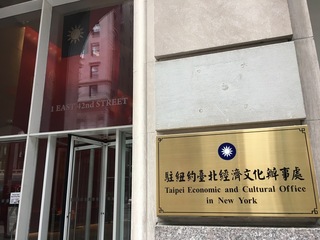 1 EAST 42nd STREET
駐紐約臺北經濟文化辦事處
Taipei Economic and Cultural Office
in New York